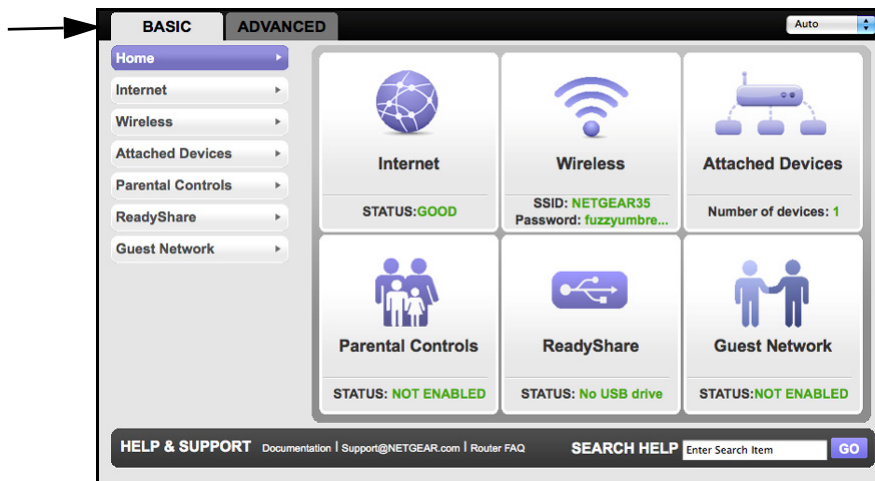 BASIC ADVANCED Auto
Home
Internet
Wireless
Attached Devices
Parental Controls
ReadyShare
Guest Network
Internet
STATUS:GOOD
Wireless
SSID: NETGEAR35
Password: fuzzyumbre...
Attached Devices
Number of devices: 1
Parental Controls
STATUS: NOT ENABLED
ReadyShare
STATUS: No USB drive
Guest Network
STATUS:NOT ENABLED
HELP & SUPPORT Documentation | Support@NETGEAR.com | Router FAQ SEARCH HELP Enter Search Item GO